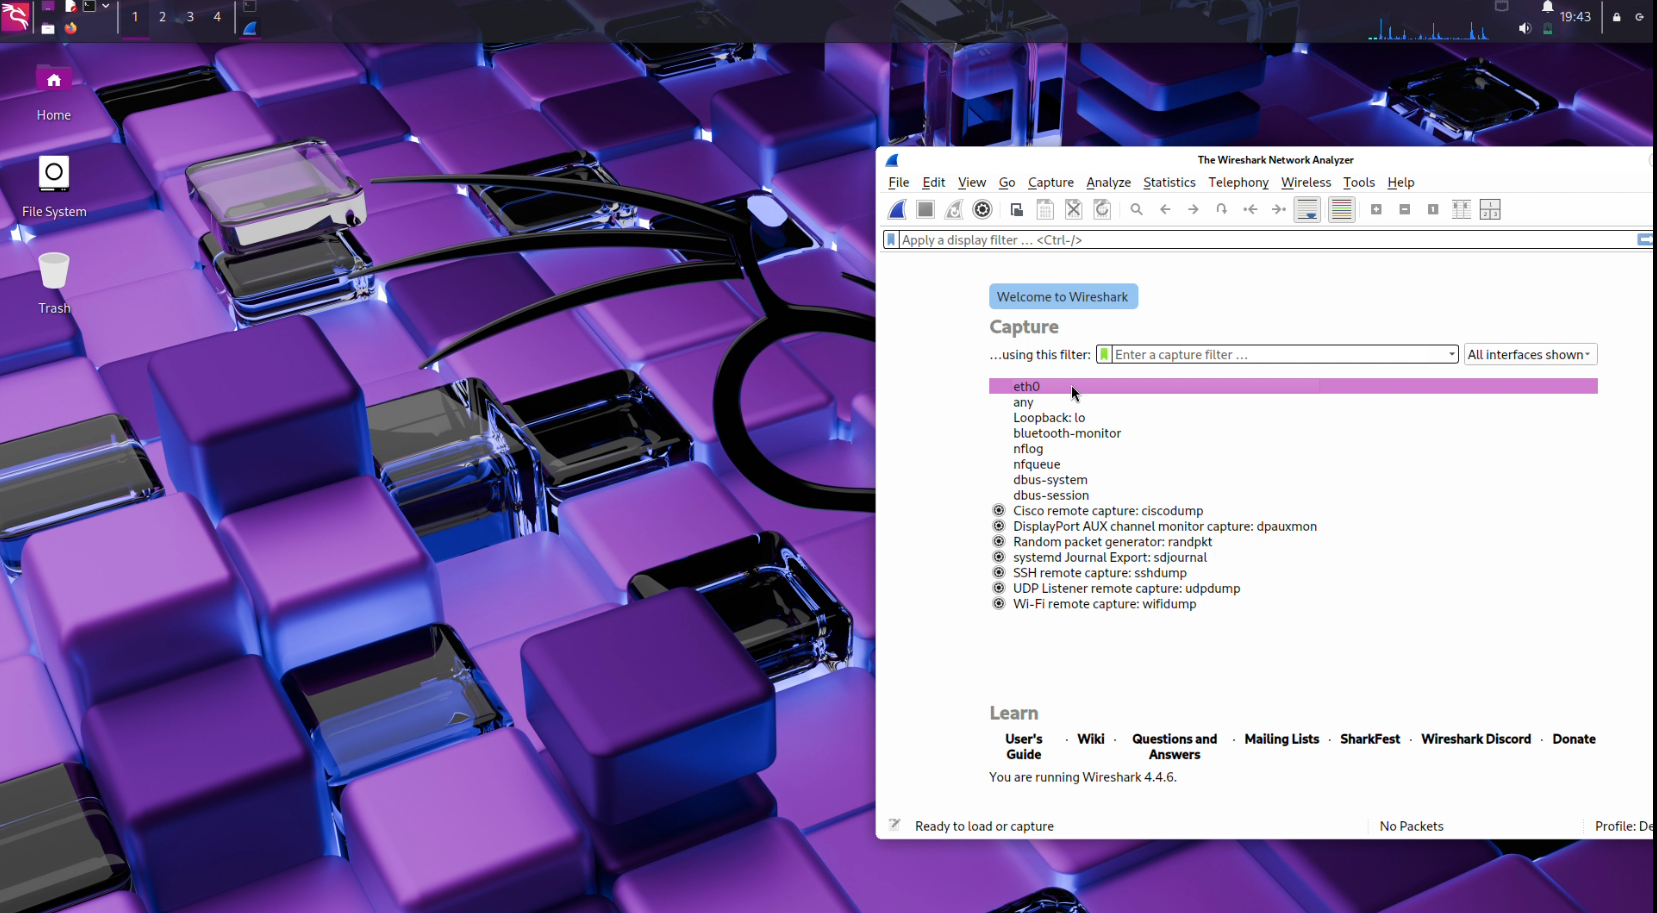 1 2 3 4
19:43
Home
File System
Trash
The Wireshark Network Analyzer
File Edit View Go Capture Analyze Statistics Telephony Wireless Tools Help
Apply a display filter … <Ctrl-/>
Welcome to Wireshark
Capture
…using this filter: Enter a capture filter … All interfaces shown
eth0
any
Loopback: lo
bluetooth-monitor
nflog
nfqueue
dbus-system
dbus-session
Cisco remote capture: ciscodump
DisplayPort AUX channel monitor capture: dpauxmon
Random packet generator: randpkt
systemd Journal Export: sdjournal
SSH remote capture: sshdump
UDP Listener remote capture: udpdump
Wi-Fi remote capture: wifidump
Learn
User's Guide · Wiki · Questions and Answers · Mailing Lists · SharkFest · Wireshark Discord · Donate
You are running Wireshark 4.4.6.
Ready to load or capture No Packets Profile: De